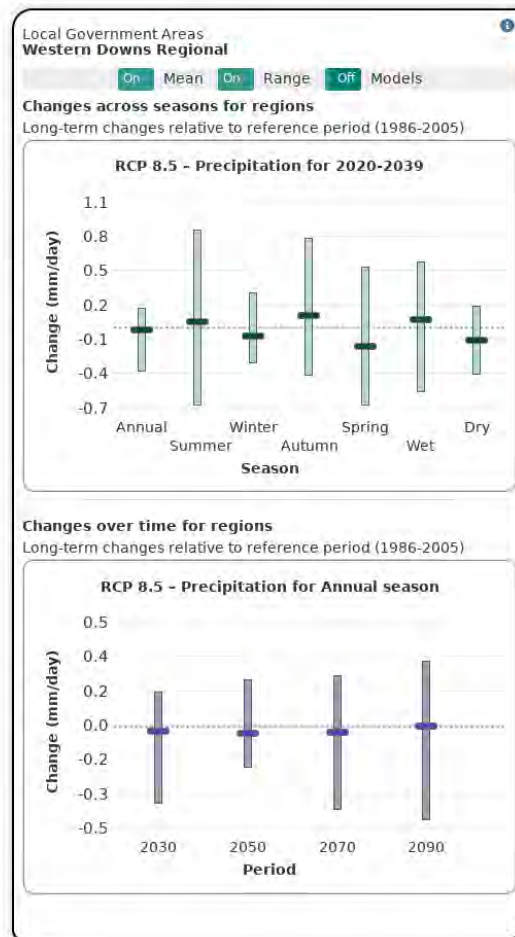 Local Government Areas
Western Downs Regional
On Mean On Range Off Models
Changes across seasons for regions
Long-term changes relative to reference period (1986-2005)
RCP 8.5 – Precipitation for 2020-2039
Change (mm/day)
1.1
0.8
0.5
0.2
-0.1
-0.4
-0.7
Annual Winter Spring Dry
Summer Autumn Wet
Season
Changes over time for regions
Long-term changes relative to reference period (1986-2005)
RCP 8.5 – Precipitation for Annual season
Change (mm/day)
0.5
0.4
0.2
0.0
-0.2
-0.3
-0.5
2030 2050 2070 2090
Period